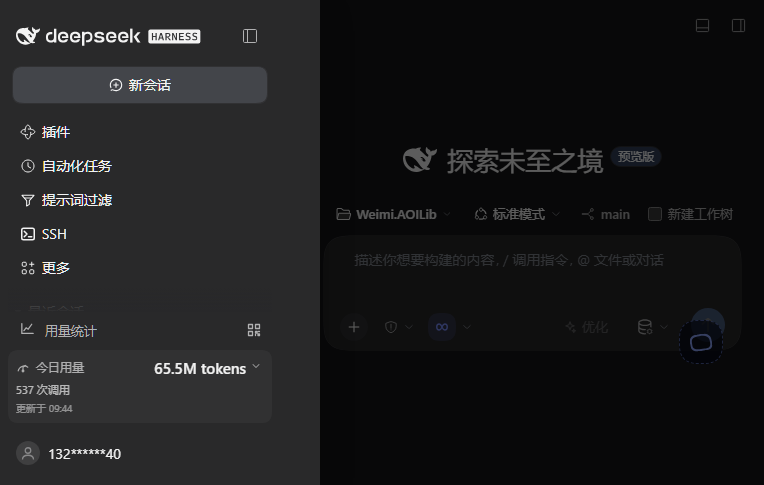 deepseek HARNESS
新会话
插件
自动化任务
提示词过滤
SSH
更多
用量统计
今日用量 65.5M tokens
537 次调用
更新于 09:44
132******40
探索未至之境 预览版
Weimi.AOILib 标准模式 main 新建工作树
描述你想要构建的内容, / 调用指令, @ 文件或对话
优化